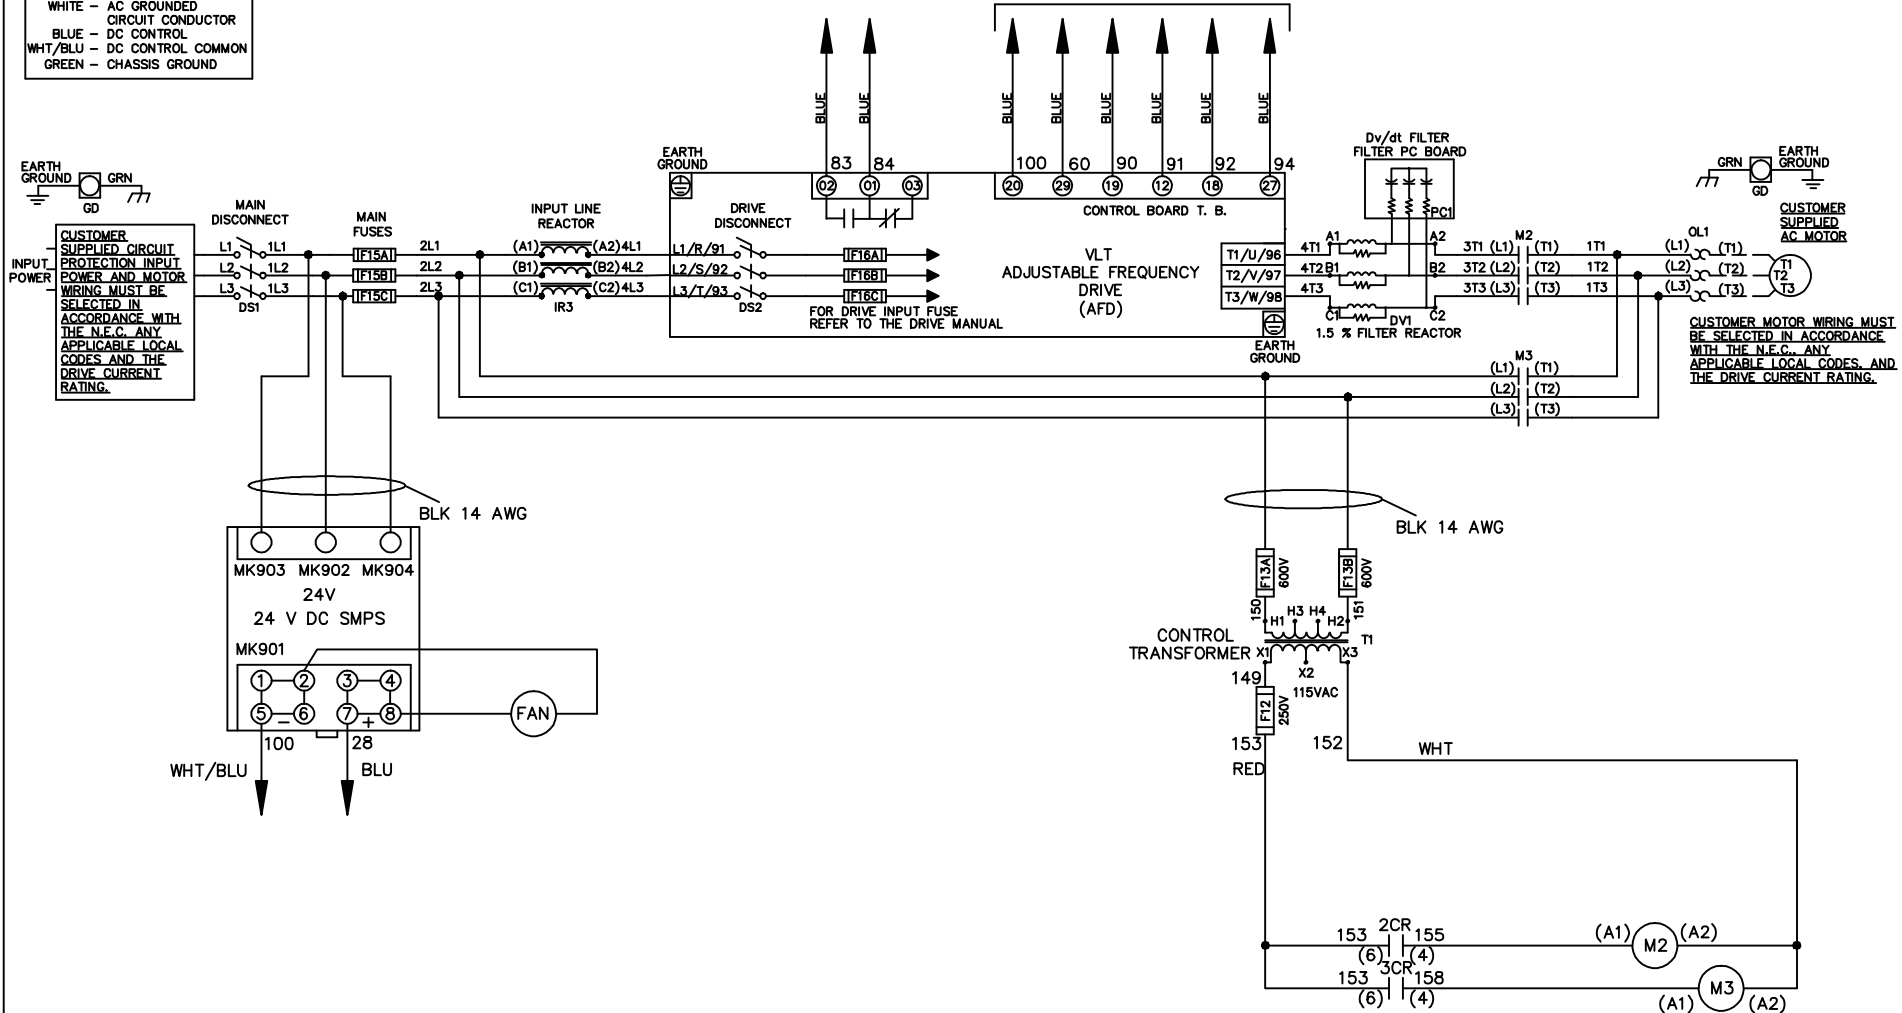 WHITE – AC GROUNDED
CIRCUIT CONDUCTOR
BLUE – DC CONTROL
WHT/BLU – DC CONTROL COMMON
GREEN – CHASSIS GROUND
BLUE
BLUE
BLUE
BLUE
BLUE
BLUE
BLUE
BLUE
EARTH
GROUND
GRN
GD
EARTH
GROUND
83
84
02
01
03
100
60
90
91
92
94
20
29
19
12
18
27
CONTROL BOARD T. B.
Dv/dt FILTER
FILTER PC BOARD
PC1
GRN
EARTH
GROUND
GD
CUSTOMER
SUPPLIED
AC MOTOR
INPUT
POWER
CUSTOMER
SUPPLIED CIRCUIT
PROTECTION INPUT
POWER AND MOTOR
WIRING MUST BE
SELECTED IN
ACCORDANCE WITH
THE N.E.C. ANY
APPLICABLE LOCAL
CODES AND THE
DRIVE CURRENT
RATING.
MAIN
DISCONNECT
L1
1L1
L2
1L2
L3
1L3
DS1
MAIN
FUSES
F15A
F15B
F15C
2L1
2L2
2L3
INPUT LINE
REACTOR
(A1)
(A2)4L1
(B1)
(B2)4L2
(C1)
(C2)4L3
IR3
L1/R/91
L2/S/92
L3/T/93
DRIVE
DISCONNECT
DS2
F16A
F16B
F16C
FOR DRIVE INPUT FUSE
REFER TO THE DRIVE MANUAL
VLT
ADJUSTABLE FREQUENCY
DRIVE
(AFD)
T1/U/96
T2/V/97
T3/W/98
EARTH
GROUND
4T1
A1
A2
4T2
B1
B2
4T3
C1
C2
DV1
1.5 % FILTER REACTOR
M2
3T1 (L1) (T1) 1T1
3T2 (L2) (T2) 1T2
3T3 (L3) (T3) 1T3
OL1
(L1) (T1)
(L2) (T2)
(L3) (T3)
T1
T2
T3
CUSTOMER MOTOR WIRING MUST
BE SELECTED IN ACCORDANCE
WITH THE N.E.C., ANY
APPLICABLE LOCAL CODES, AND
THE DRIVE CURRENT RATING.
M3
(L1) (T1)
(L2) (T2)
(L3) (T3)
BLK 14 AWG
MK903 MK902 MK904
24V
24 V DC SMPS
MK901
1
2
3
4
5
–
6
7
+
8
FAN
100
28
WHT/BLU
BLU
BLK 14 AWG
F13A
600V
F13B
600V
150
151
H1
H3
H4
H2
T1
CONTROL
TRANSFORMER
X1
X2
X3
115VAC
149
F12
250V
153
RED
152
WHT
2CR
153
155
(6)
(4)
(A1)
M2
(A2)
3CR
153
158
(6)
(4)
(A1)
M3
(A2)